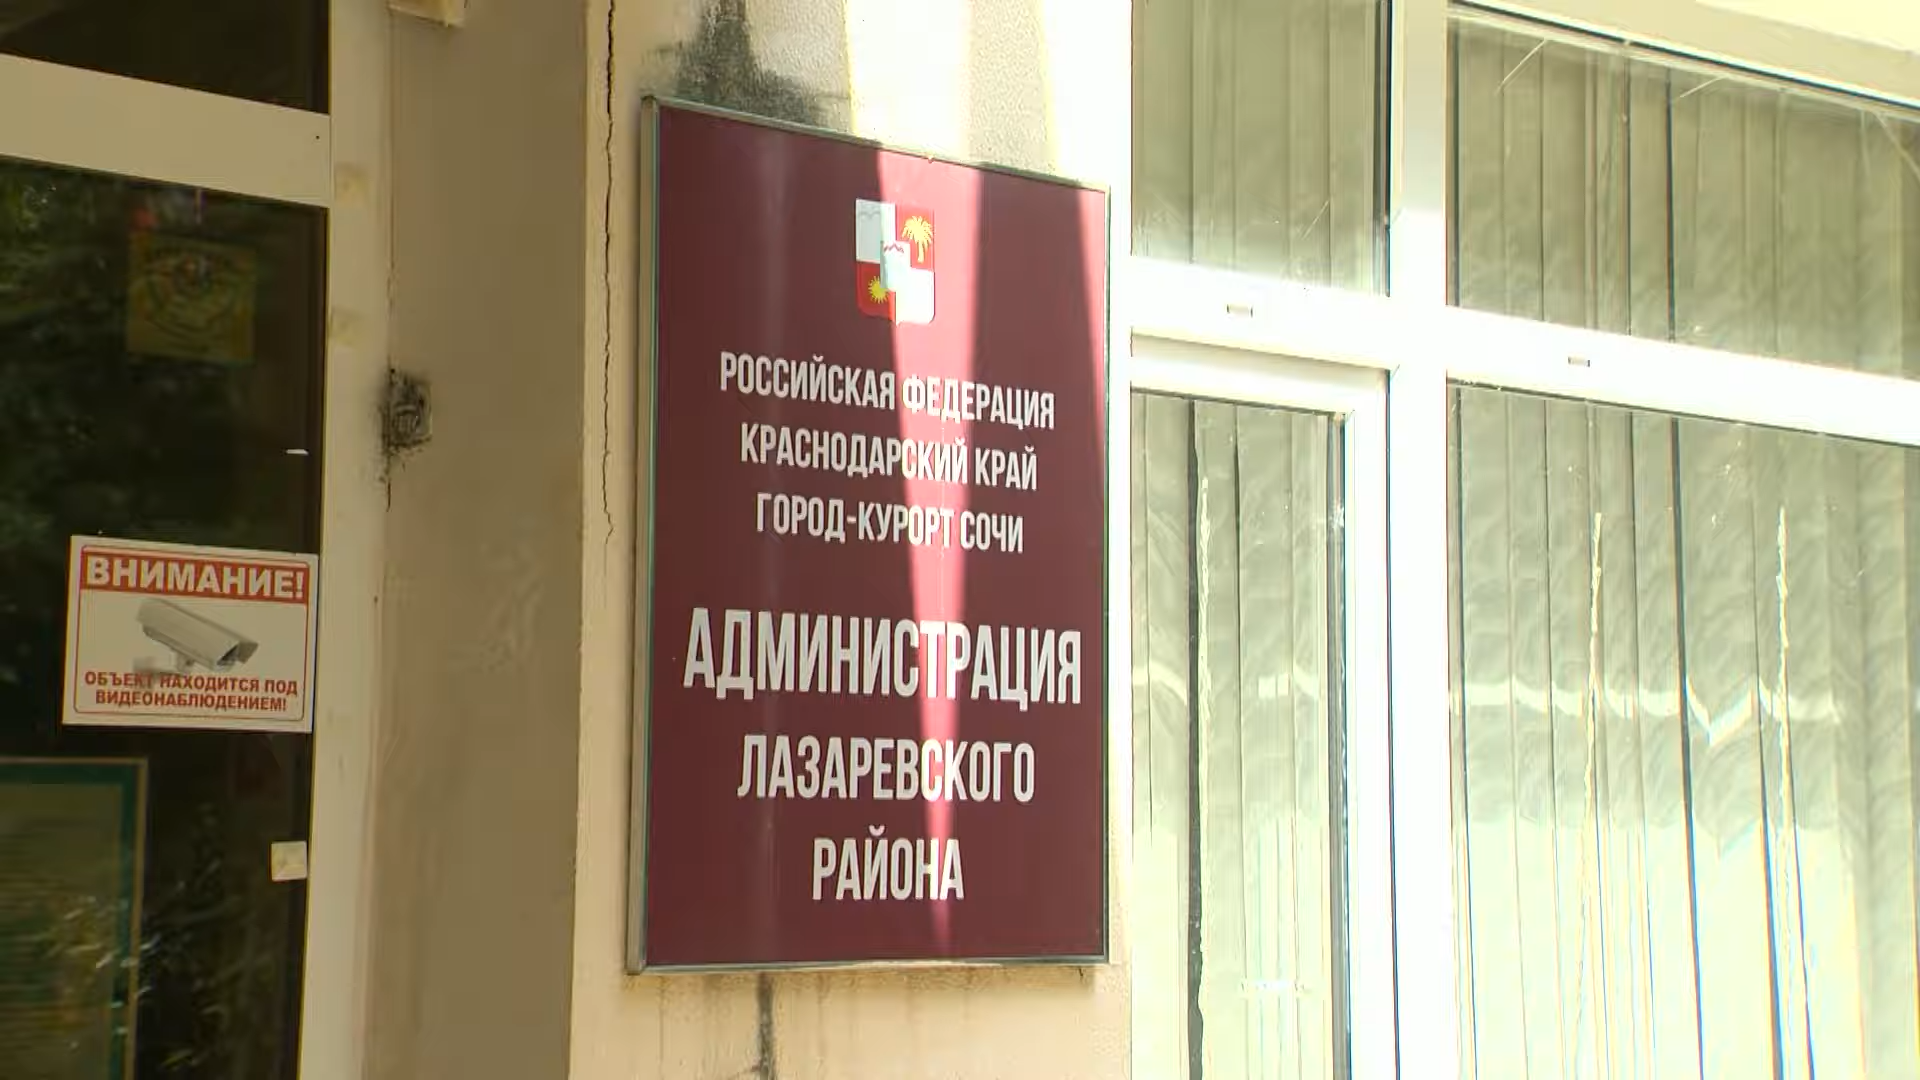 ВНИМАНИЕ!
ОБЪЕКТ НАХОДИТСЯ ПОД
ВИДЕОНАБЛЮДЕНИЕМ!
РОССИЙСКАЯ ФЕДЕРАЦИЯ
КРАСНОДАРСКИЙ КРАЙ
ГОРОД-КУРОРТ СОЧИ
АДМИНИСТРАЦИЯ
ЛАЗАРЕВСКОГО
РАЙОНА